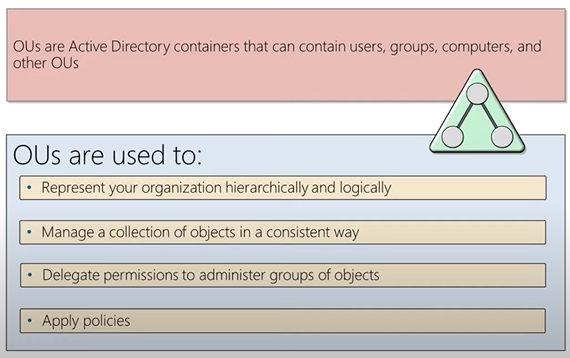 OUs are Active Directory containers that can contain users, groups, computers, and
other OUs
OUs are used to:
• Represent your organization hierarchically and logically
• Manage a collection of objects in a consistent way
• Delegate permissions to administer groups of objects
• Apply policies